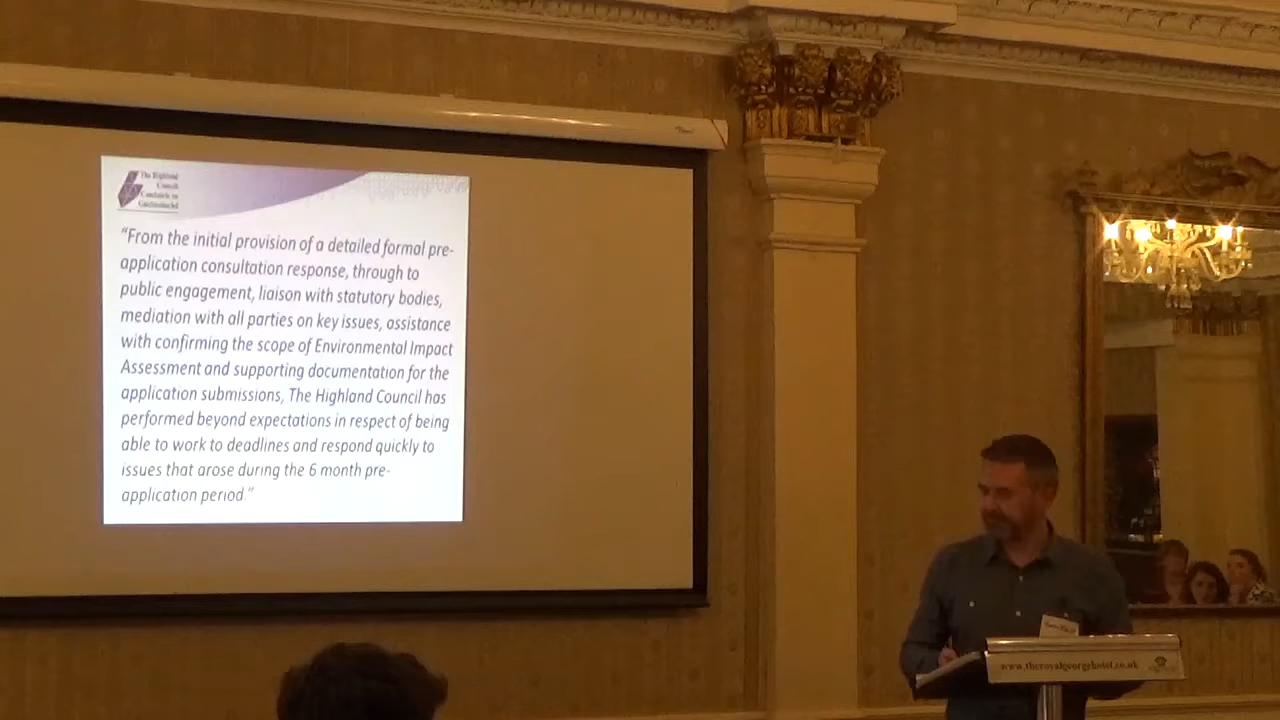 The Highland
Council
Comhairle na
Gaidhealtachd
“From the initial provision of a detailed formal pre-
application consultation response, through to
public engagement, liaison with statutory bodies,
mediation with all parties on key issues, assistance
with confirming the scope of Environmental Impact
Assessment and supporting documentation for the
application submissions, The Highland Council has
performed beyond expectations in respect of being
able to work to deadlines and respond quickly to
issues that arose during the 6 month pre-
application period.”
www.theroyalgeorgehotel.co.uk